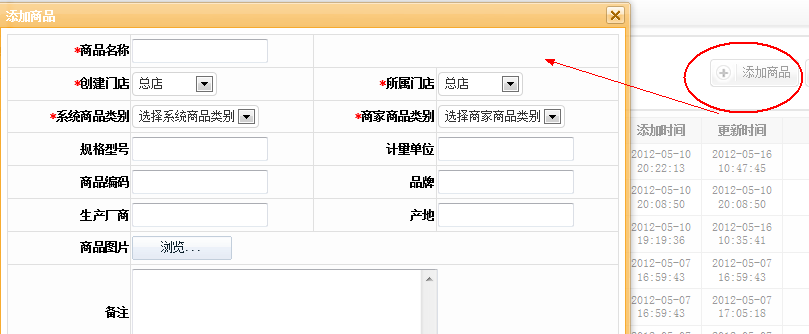 添加商品
*商品名称
*创建门店 总店 *所属门店 总店
*系统商品类别 选择系统商品类别 *商家商品类别 选择商家商品类别
规格型号 计量单位
商品编码 品牌
生产厂商 产地
商品图片 浏览...
备注
添加商品
添加时间 更新时间
2012-05-10 2012-05-16
20:22:13 10:47:45
2012-05-10 2012-05-10
20:08:50 20:08:50
2012-05-10 2012-05-16
19:19:36 10:35:41
2012-05-07 2012-05-07
16:59:43 16:59:43
2012-05-07 2012-05-07
16:59:43 17:05:18